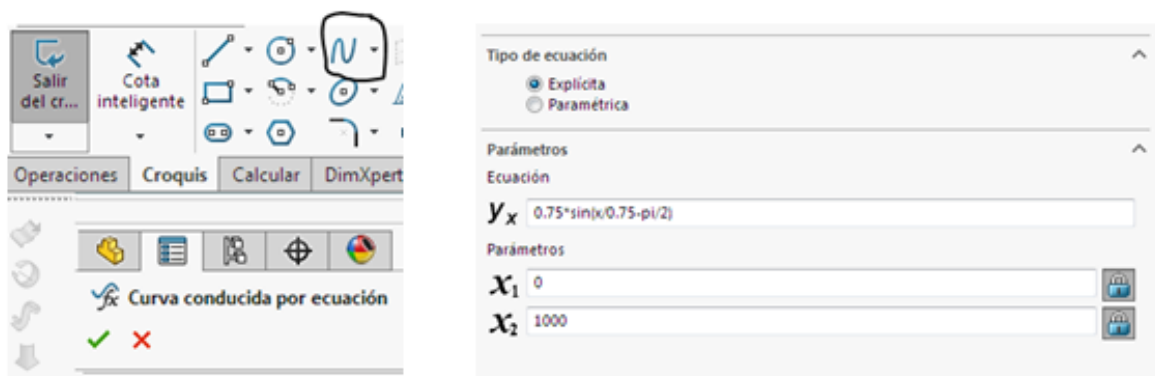 Salir
del cr...
Cota
inteligente
Operaciones Croquis Calcular DimXpert
Curva conducida por ecuación
Tipo de ecuación
Explícita
Paramétrica
Parámetros
Ecuación
yx 0.75*sin(x/0.75-pi/2)
Parámetros
x1 0
x2 1000